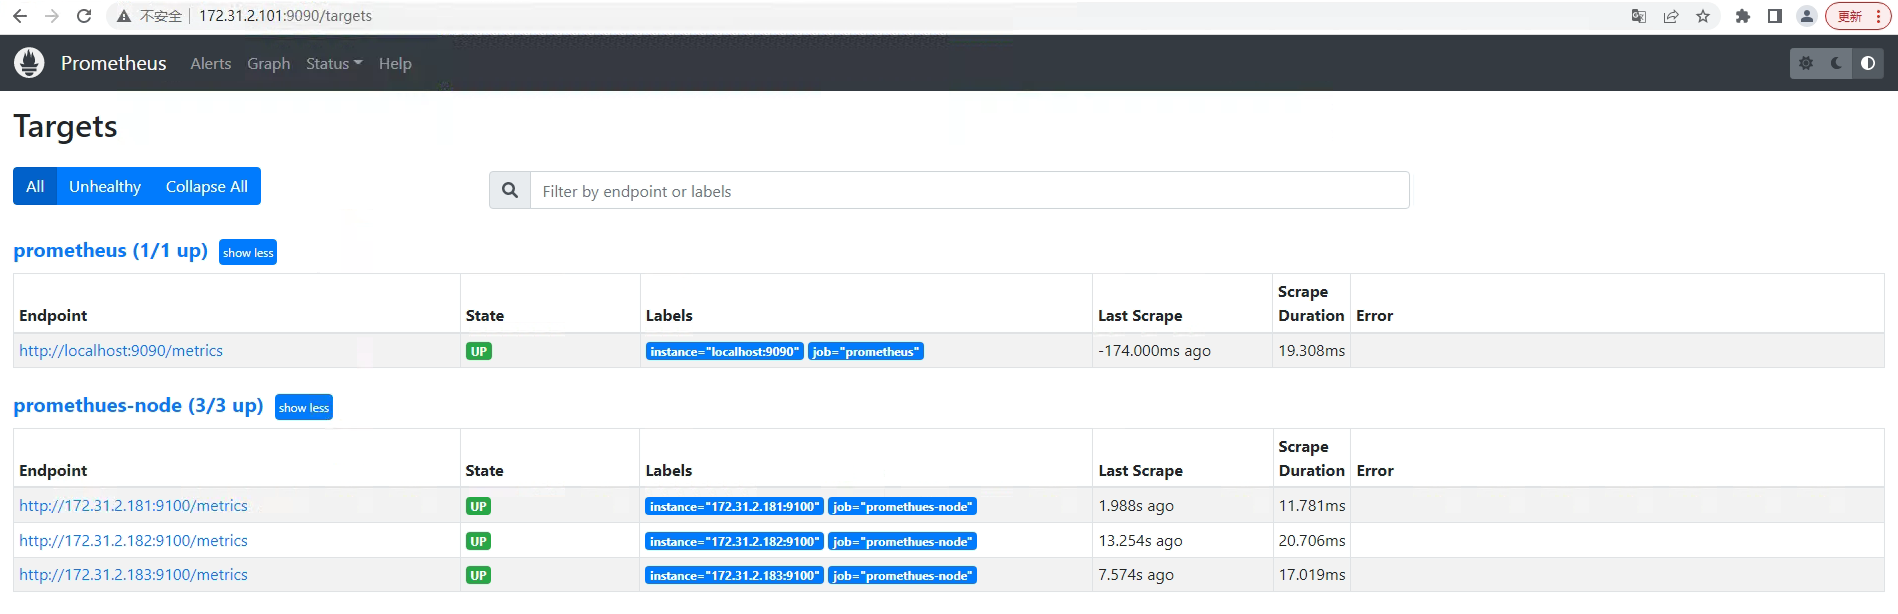 不安全 172.31.2.101:9090/targets 更新
Prometheus Alerts Graph Status Help
Targets
All Unhealthy Collapse All Filter by endpoint or labels
prometheus (1/1 up) show less
Endpoint State Labels Last Scrape Scrape Duration Error
http://localhost:9090/metrics UP instance="localhost:9090" job="prometheus" -174.000ms ago 19.308ms
promethues-node (3/3 up) show less
Endpoint State Labels Last Scrape Scrape Duration Error
http://172.31.2.181:9100/metrics UP instance="172.31.2.181:9100" job="promethues-node" 1.988s ago 11.781ms
http://172.31.2.182:9100/metrics UP instance="172.31.2.182:9100" job="promethues-node" 13.254s ago 20.706ms
http://172.31.2.183:9100/metrics UP instance="172.31.2.183:9100" job="promethues-node" 7.574s ago 17.019ms